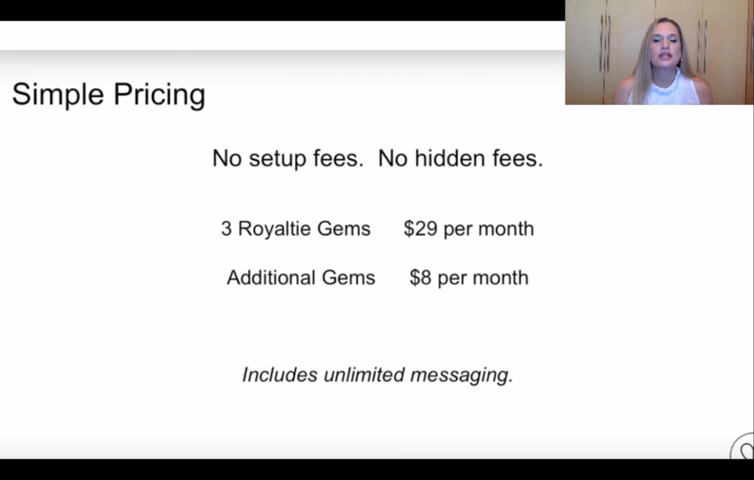 Simple Pricing
No setup fees. No hidden fees.
3 Royaltie Gems $29 per month
Additional Gems $8 per month
Includes unlimited messaging.